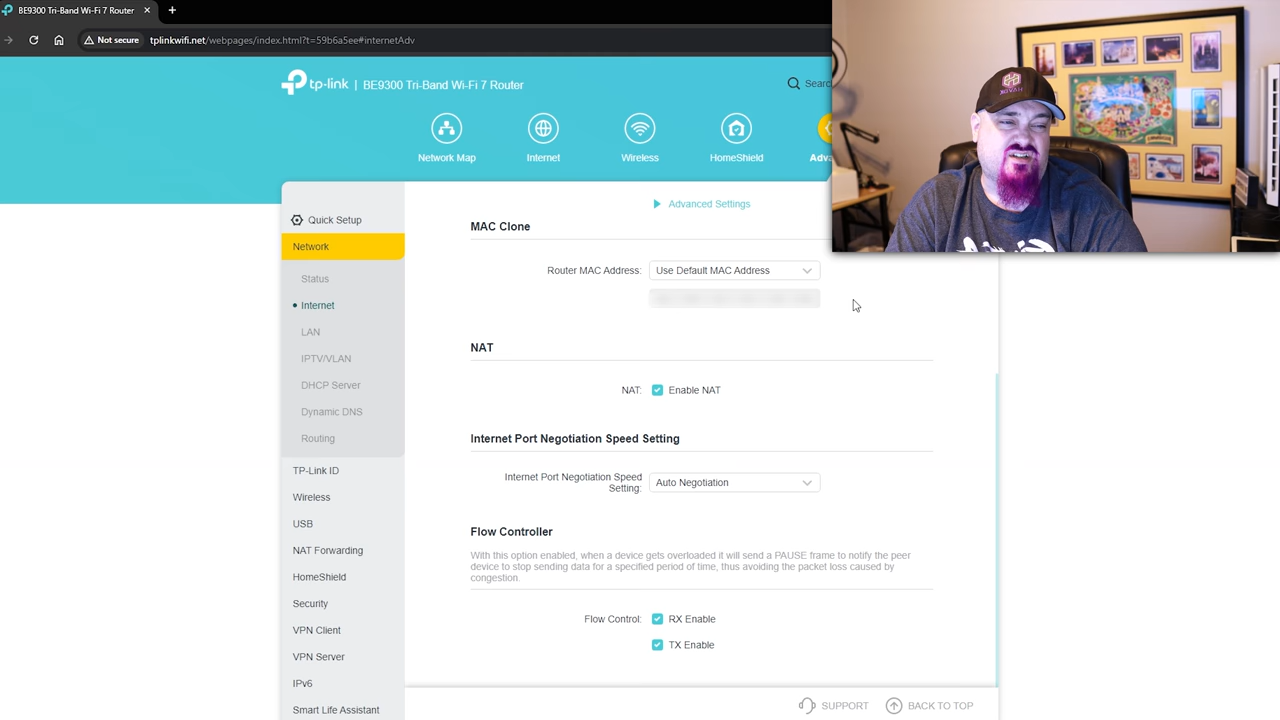 BE9300 Tri-Band Wi-Fi 7 Router
Not secure
tplinkwifi.net/webpages/index.html?t=59b6a5ee#internetAdv
tp-link | BE9300 Tri-Band Wi-Fi 7 Router
Network Map
Internet
Wireless
HomeShield
Quick Setup
Network
Status
Internet
LAN
IPTV/VLAN
DHCP Server
Dynamic DNS
Routing
TP-Link ID
Wireless
USB
NAT Forwarding
HomeShield
Security
VPN Client
VPN Server
IPv6
Smart Life Assistant
Advanced Settings
MAC Clone
Router MAC Address: Use Default MAC Address
NAT
NAT: Enable NAT
Internet Port Negotiation Speed Setting
Internet Port Negotiation Speed
Setting: Auto Negotiation
Flow Controller
With this option enabled, when a device gets overloaded it will send a PAUSE frame to notify the peer
device to stop sending data for a specified period of time, thus avoiding the packet loss caused by
congestion.
Flow Control: RX Enable
TX Enable
SUPPORT
BACK TO TOP